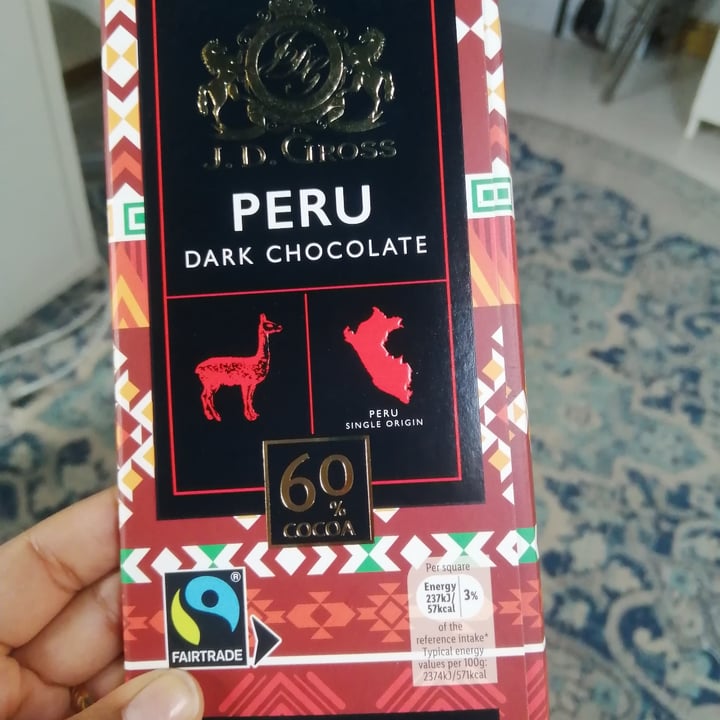 J. D. GROSS
PERU
DARK CHOCOLATE
PERU
SINGLE ORIGIN
60
%
COCOA
®
FAIRTRADE
Per square
Energy
237kJ/
57kcal
3%
of the
reference intake*
Typical energy
values per 100g:
2374kJ/571kcal